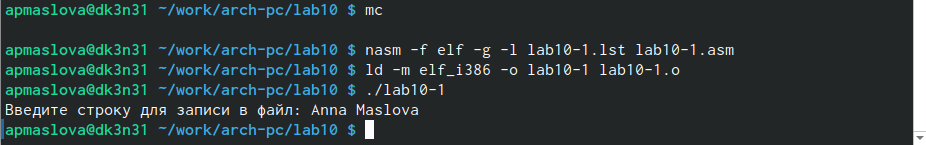 apmaslova@dk3n31 ~/work/arch-pc/lab10 $ mc
apmaslova@dk3n31 ~/work/arch-pc/lab10 $ nasm -f elf -g -l lab10-1.lst lab10-1.asm
apmaslova@dk3n31 ~/work/arch-pc/lab10 $ ld -m elf_i386 -o lab10-1 lab10-1.o
apmaslova@dk3n31 ~/work/arch-pc/lab10 $ ./lab10-1
Введите строку для записи в файл: Anna Maslova
apmaslova@dk3n31 ~/work/arch-pc/lab10 $